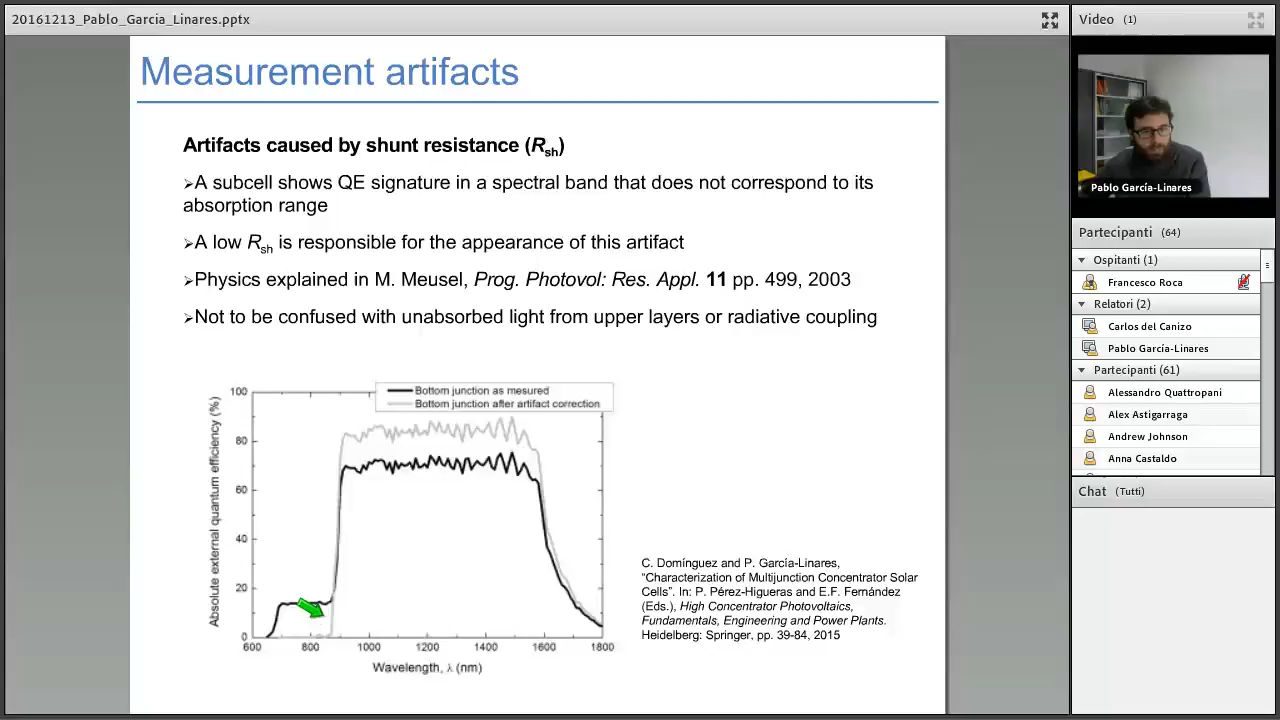 20161213_Pablo_Garcia_Linares.pptx
Measurement artifacts
Artifacts caused by shunt resistance (Rsh)
➢A subcell shows QE signature in a spectral band that does not correspond to its
absorption range
➢A low Rsh is responsible for the appearance of this artifact
➢Physics explained in M. Meusel, Prog. Photovol: Res. Appl. 11 pp. 499, 2003
➢Not to be confused with unabsorbed light from upper layers or radiative coupling
Bottom junction as mesured
Bottom junction after artifact correction
Absolute external quantum efficiency (%)
100
80
60
40
20
0
600 800 1000 1200 1400 1600 1800
Wavelength, λ (nm)
C. Domínguez and P. García-Linares,
“Characterization of Multijunction Concentrator Solar
Cells”. In: P. Pérez-Higueras and E.F. Fernández
(Eds.), High Concentrator Photovoltaics,
Fundamentals, Engineering and Power Plants.
Heidelberg: Springer, pp. 39-84, 2015
Video (1)
Pablo García-Linares
Partecipanti (64)
Ospitanti (1)
Francesco Roca
Relatori (2)
Carlos del Canizo
Pablo García-Linares
Partecipanti (61)
Alessandro Quattropani
Alex Astigarraga
Andrew Johnson
Anna Castaldo
Chat (Tutti)